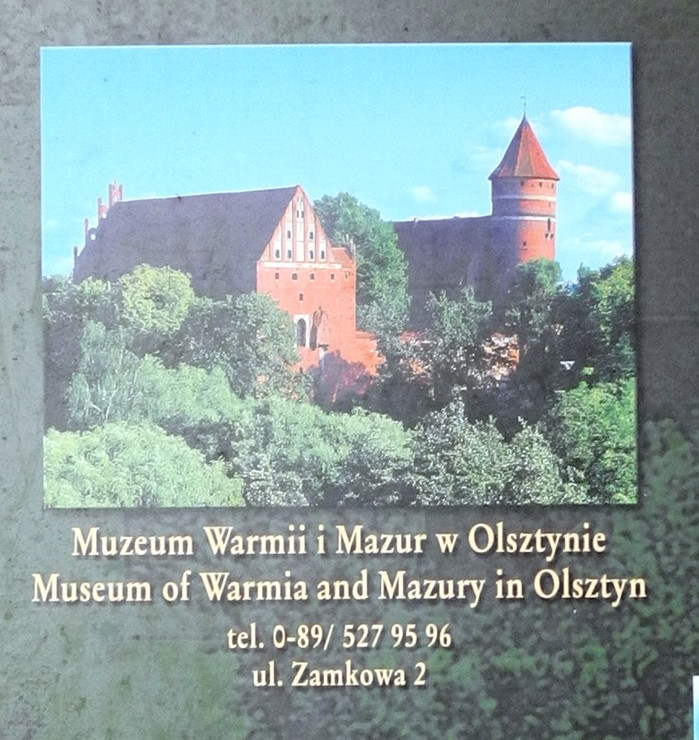 Muzeum Warmii i Mazur w Olsztynie
Museum of Warmia and Mazury in Olsztyn
tel. 0-89/ 527 95 96
ul. Zamkowa 2